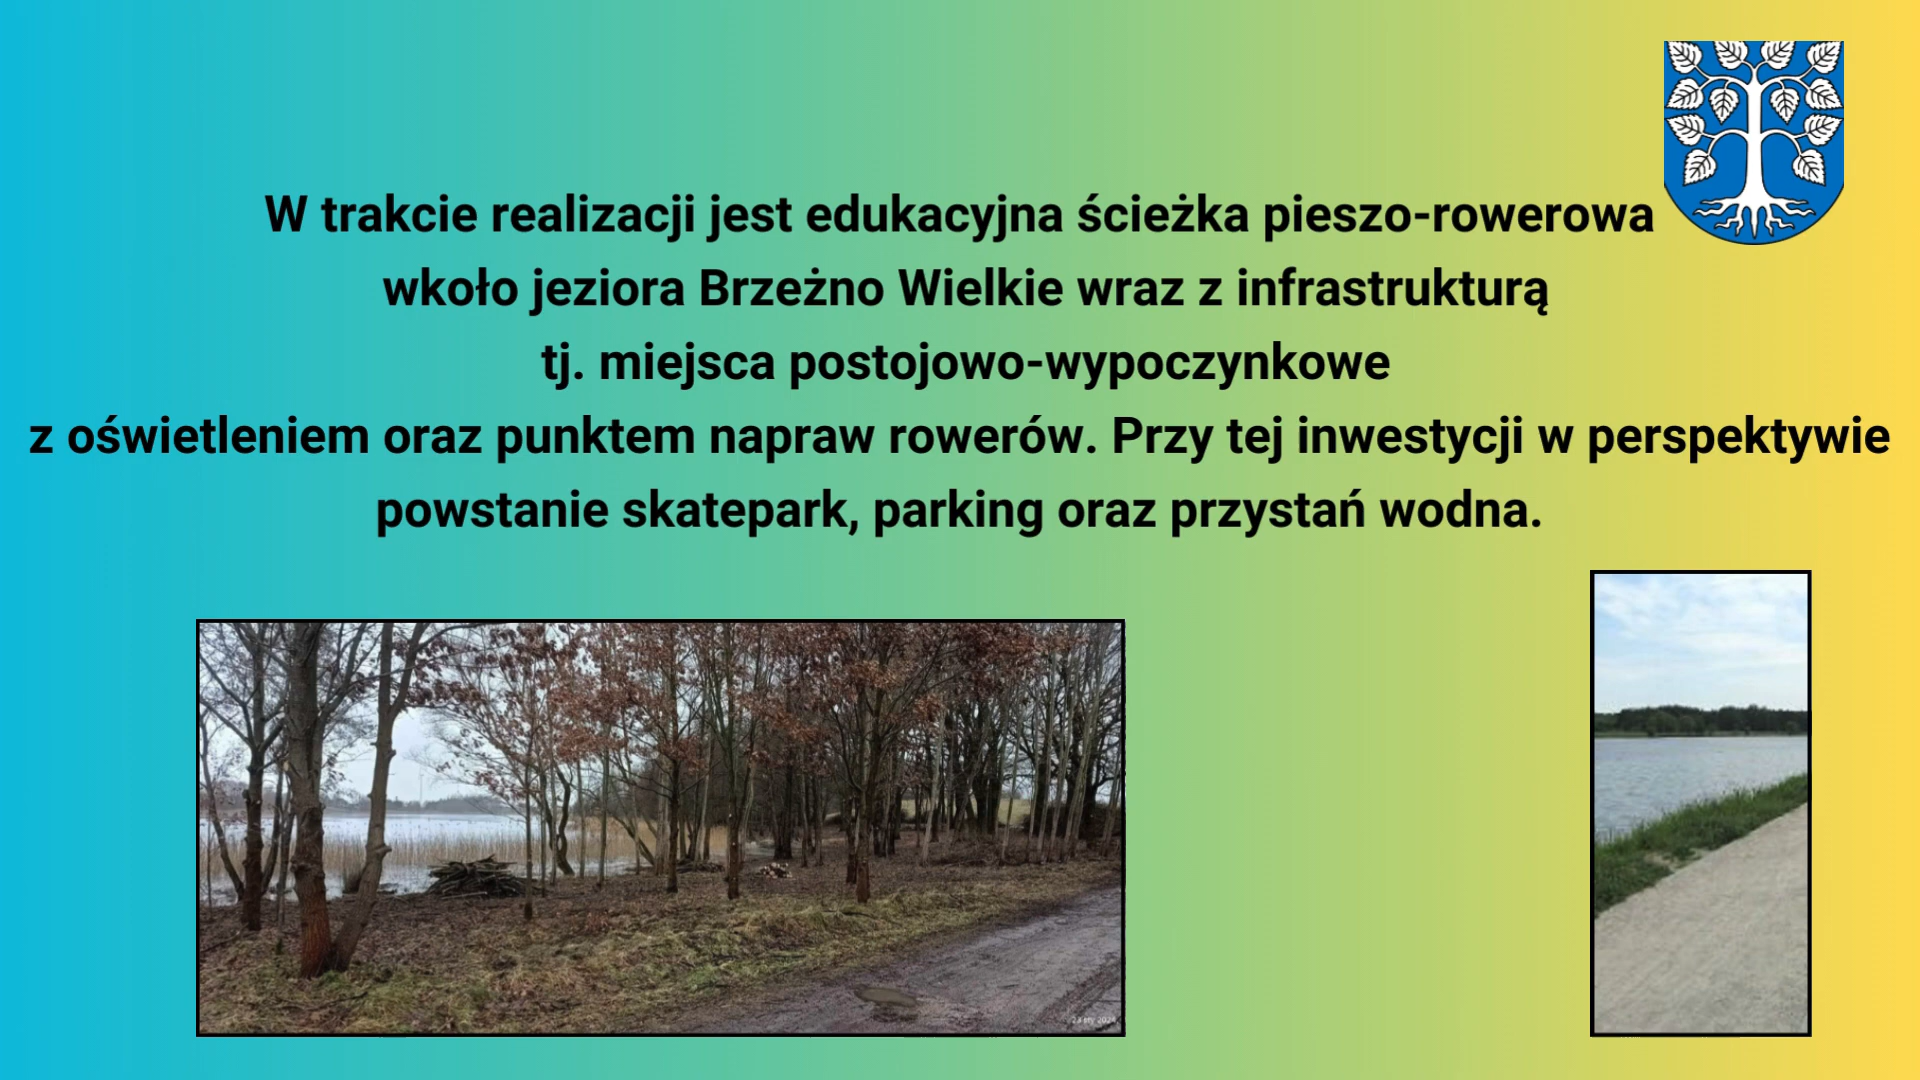 W trakcie realizacji jest edukacyjna ścieżka pieszo-rowerowa
wkoło jeziora Brzeżno Wielkie wraz z infrastrukturą
tj. miejsca postojowo-wypoczynkowe
z oświetleniem oraz punktem napraw rowerów. Przy tej inwestycji w perspektywie
powstanie skatepark, parking oraz przystań wodna.